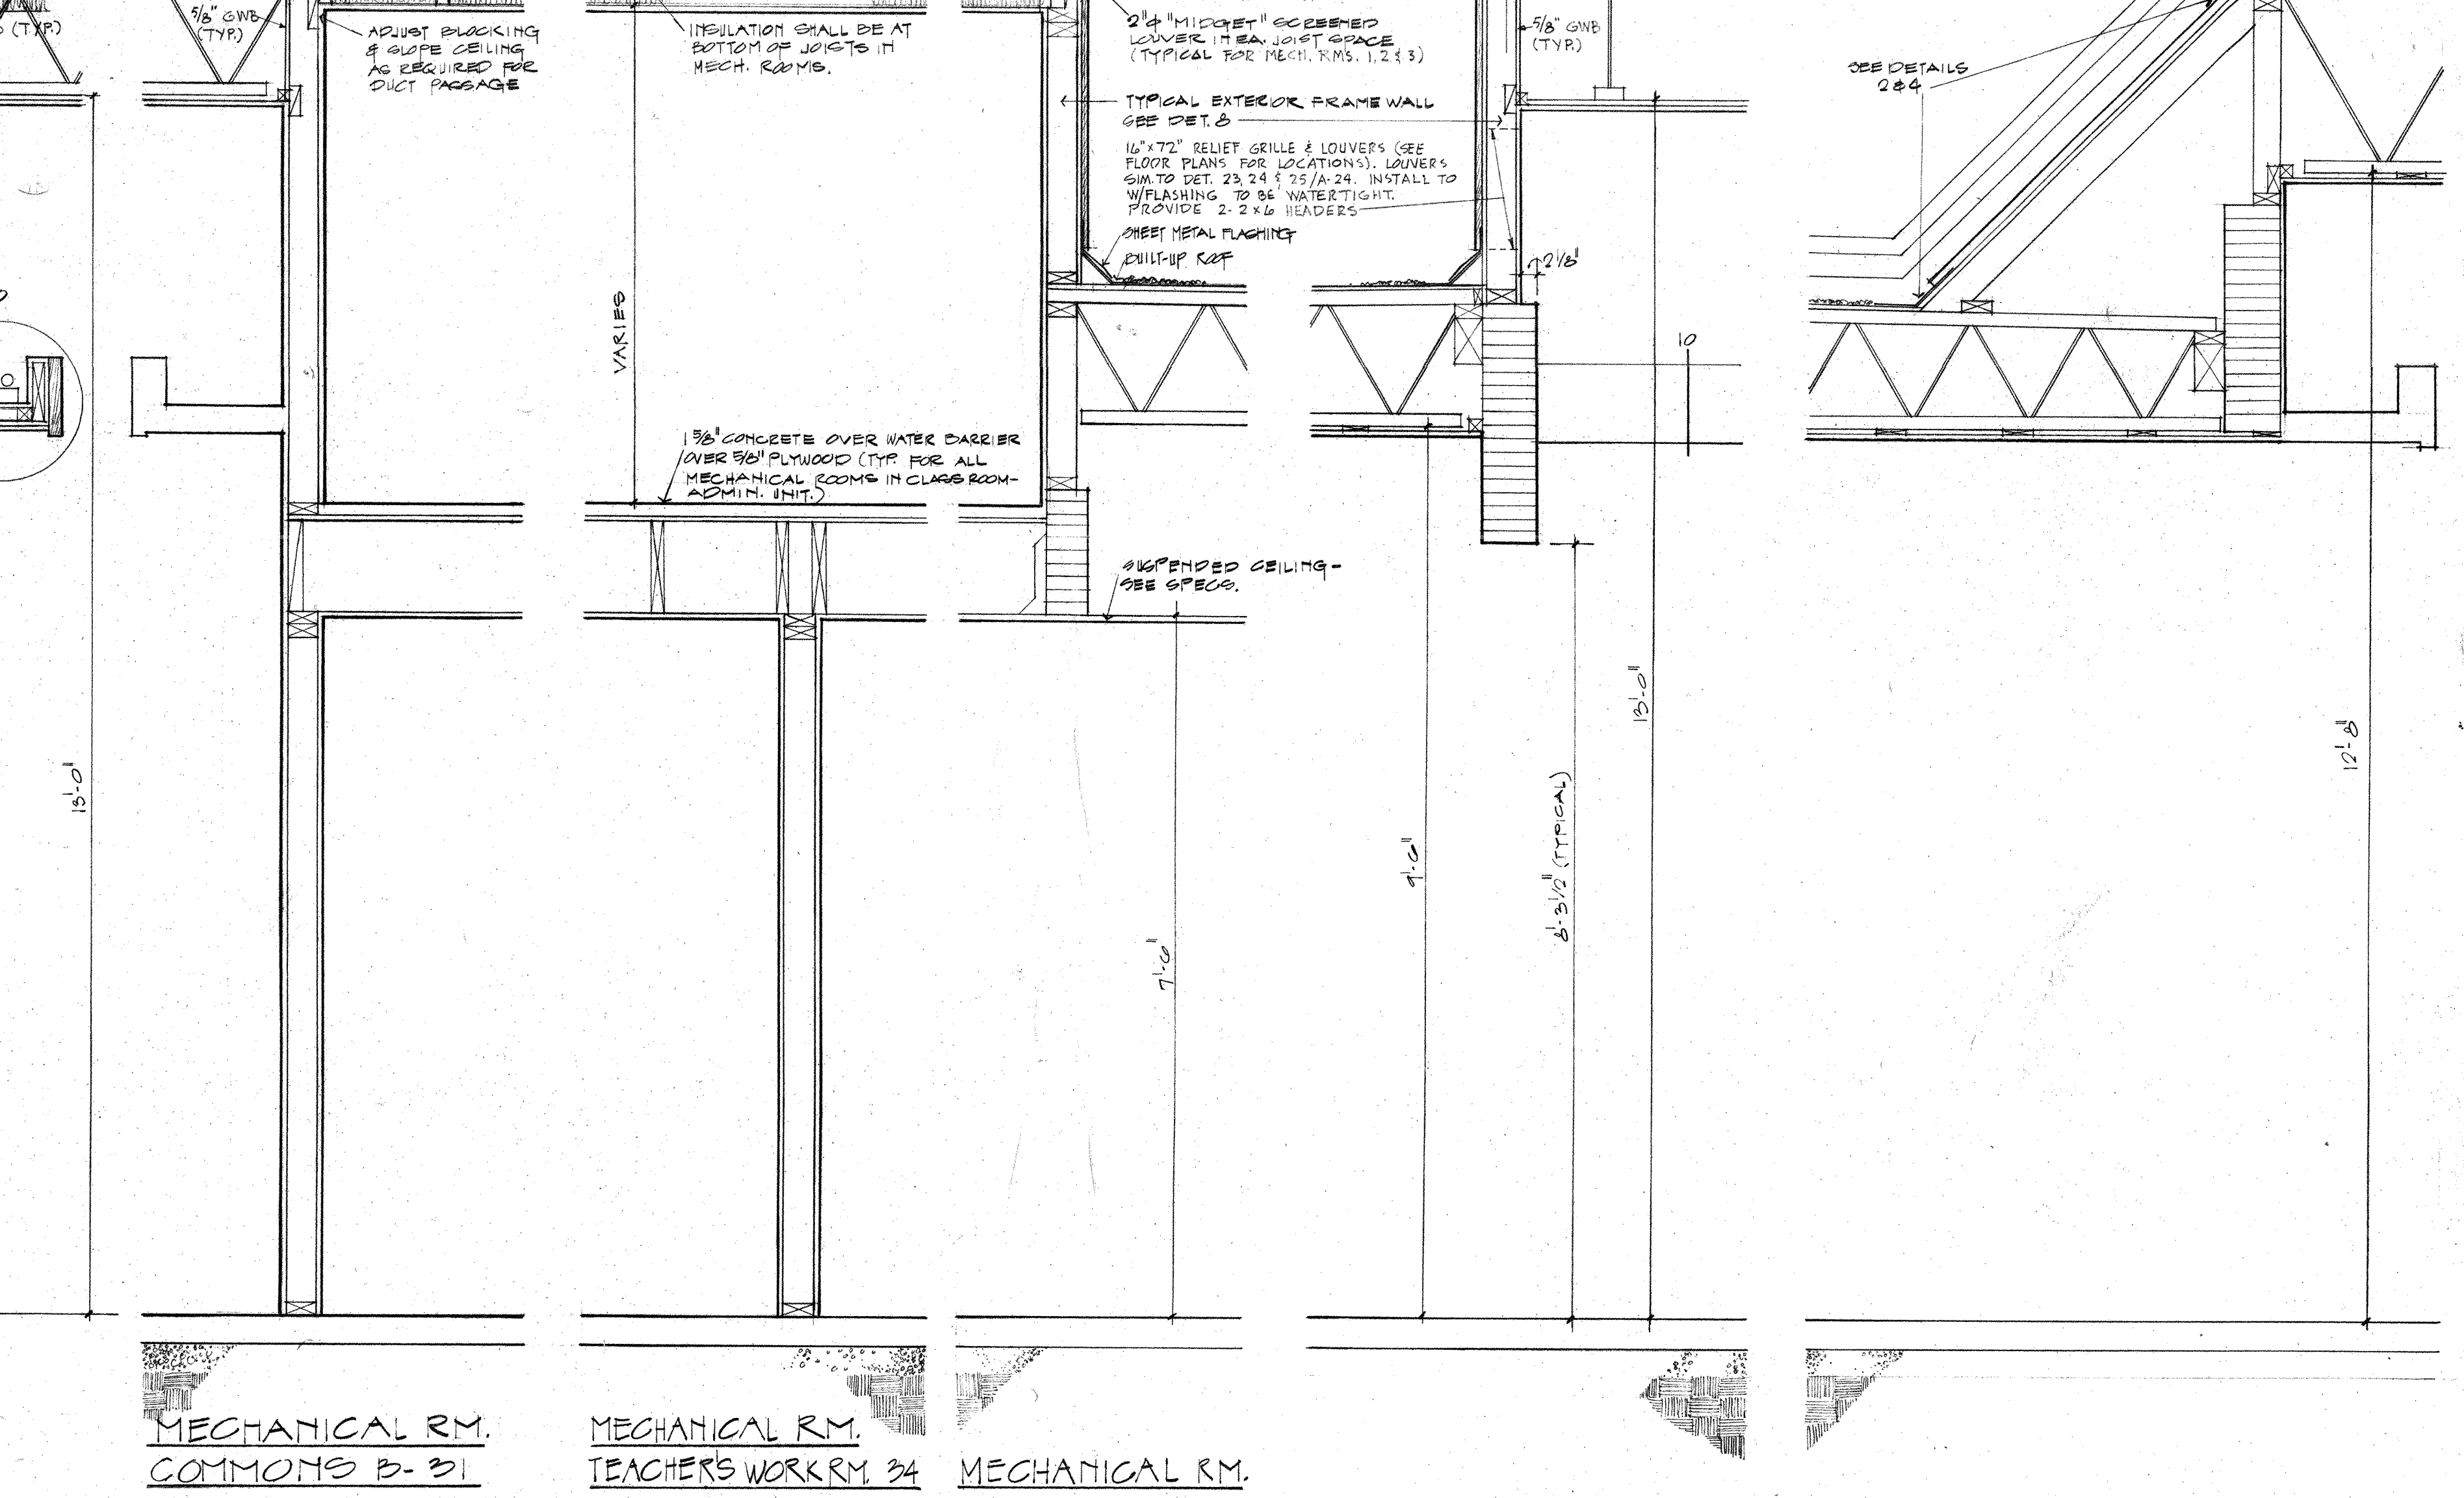 (TYP.)
5/8" GWB
(TYP.)
ADJUST BLOCKING
& SLOPE CEILING
AS REQUIRED FOR
DUCT PASSAGE
INSULATION SHALL BE AT
BOTTOM OF JOISTS IN
MECH. ROOMS.
2"ϕ "MIDGET" SCREENED
LOUVER IN EA. JOIST SPACE
(TYPICAL FOR MECH. RMS. 1, 2 & 3)
5/8" GWB
(TYP.)
TYPICAL EXTERIOR FRAME WALL
SEE DET. 8
16"x72" RELIEF GRILLE & LOUVERS (SEE
FLOOR PLANS FOR LOCATIONS). LOUVERS
SIM. TO DET. 23, 24 & 25/A-24. INSTALL TO
W/FLASHING TO BE WATERTIGHT.
PROVIDE 2- 2x6 HEADERS
SHEET METAL FLASHING
BUILT-UP ROOF
2 1/8"
SEE DETAILS
2 & 4
VARIES
10
1 5/8" CONCRETE OVER WATER BARRIER
OVER 5/8" PLYWOOD (TYP. FOR ALL
MECHANICAL ROOMS IN CLASSROOM-
ADMIN. UNIT.)
SUSPENDED CEILING-
SEE SPECS.
13'-0"
7'-6"
9'-6"
8'-3 1/2" (TYPICAL)
13'-0"
12'-8"
MECHANICAL RM.
COMMONS B-31
MECHANICAL RM.
TEACHER'S WORK RM. 34
MECHANICAL RM.